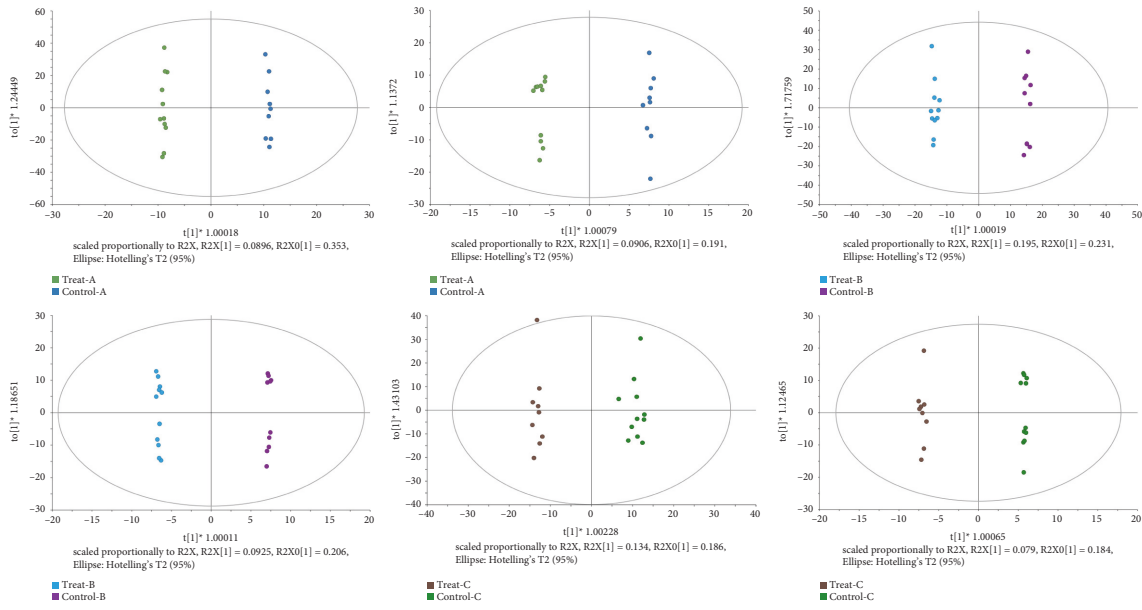 60
40
20
0
−20
−40
−60
to[1]* 1.24449
−30
−20
−10
0
10
20
30
t[1]* 1.00018
scaled proportionally to R2X, R2X[1] = 0.0896, R2X0[1] = 0.353,
Ellipse: Hotelling's T2 (95%)
Treat-A
Control-A
30
20
10
0
−10
−20
−30
to[1]* 1.1372
−20
−15
−10
−5
0
5
10
15
20
t[1]* 1.00079
scaled proportionally to R2X, R2X[1] = 0.0906, R2X0[1] = 0.191,
Ellipse: Hotelling's T2 (95%)
Treat-A
Control-A
50
40
30
20
10
0
−10
−20
−30
−40
−50
to[1]* 1.71759
−50
−40
−30
−20
−10
0
10
20
30
40
50
t[1]* 1.00019
scaled proportionally to R2X, R2X[1] = 0.195, R2X0[1] = 0.231,
Ellipse: Hotelling's T2 (95%)
Treat-B
Control-B
30
20
10
0
−10
−20
−30
to[1]* 1.18651
−20
−15
−10
−5
0
5
10
15
20
t[1]* 1.00011
scaled proportionally to R2X, R2X[1] = 0.0925, R2X0[1] = 0.206,
Ellipse: Hotelling's T2 (95%)
Treat-B
Control-B
40
30
20
10
0
−10
−20
−30
−40
to[1]* 1.43103
−40
−30
−20
−10
0
10
20
30
40
t[1]* 1.00228
scaled proportionally to R2X, R2X[1] = 0.134, R2X0[1] = 0.186,
Ellipse: Hotelling's T2 (95%)
Treat-C
Control-C
30
20
10
0
−10
−20
−30
to[1]* 1.12465
−20
−15
−10
−5
0
5
10
15
20
t[1]* 1.00065
scaled proportionally to R2X, R2X[1] = 0.079, R2X0[1] = 0.184,
Ellipse: Hotelling's T2 (95%)
Treat-C
Control-C